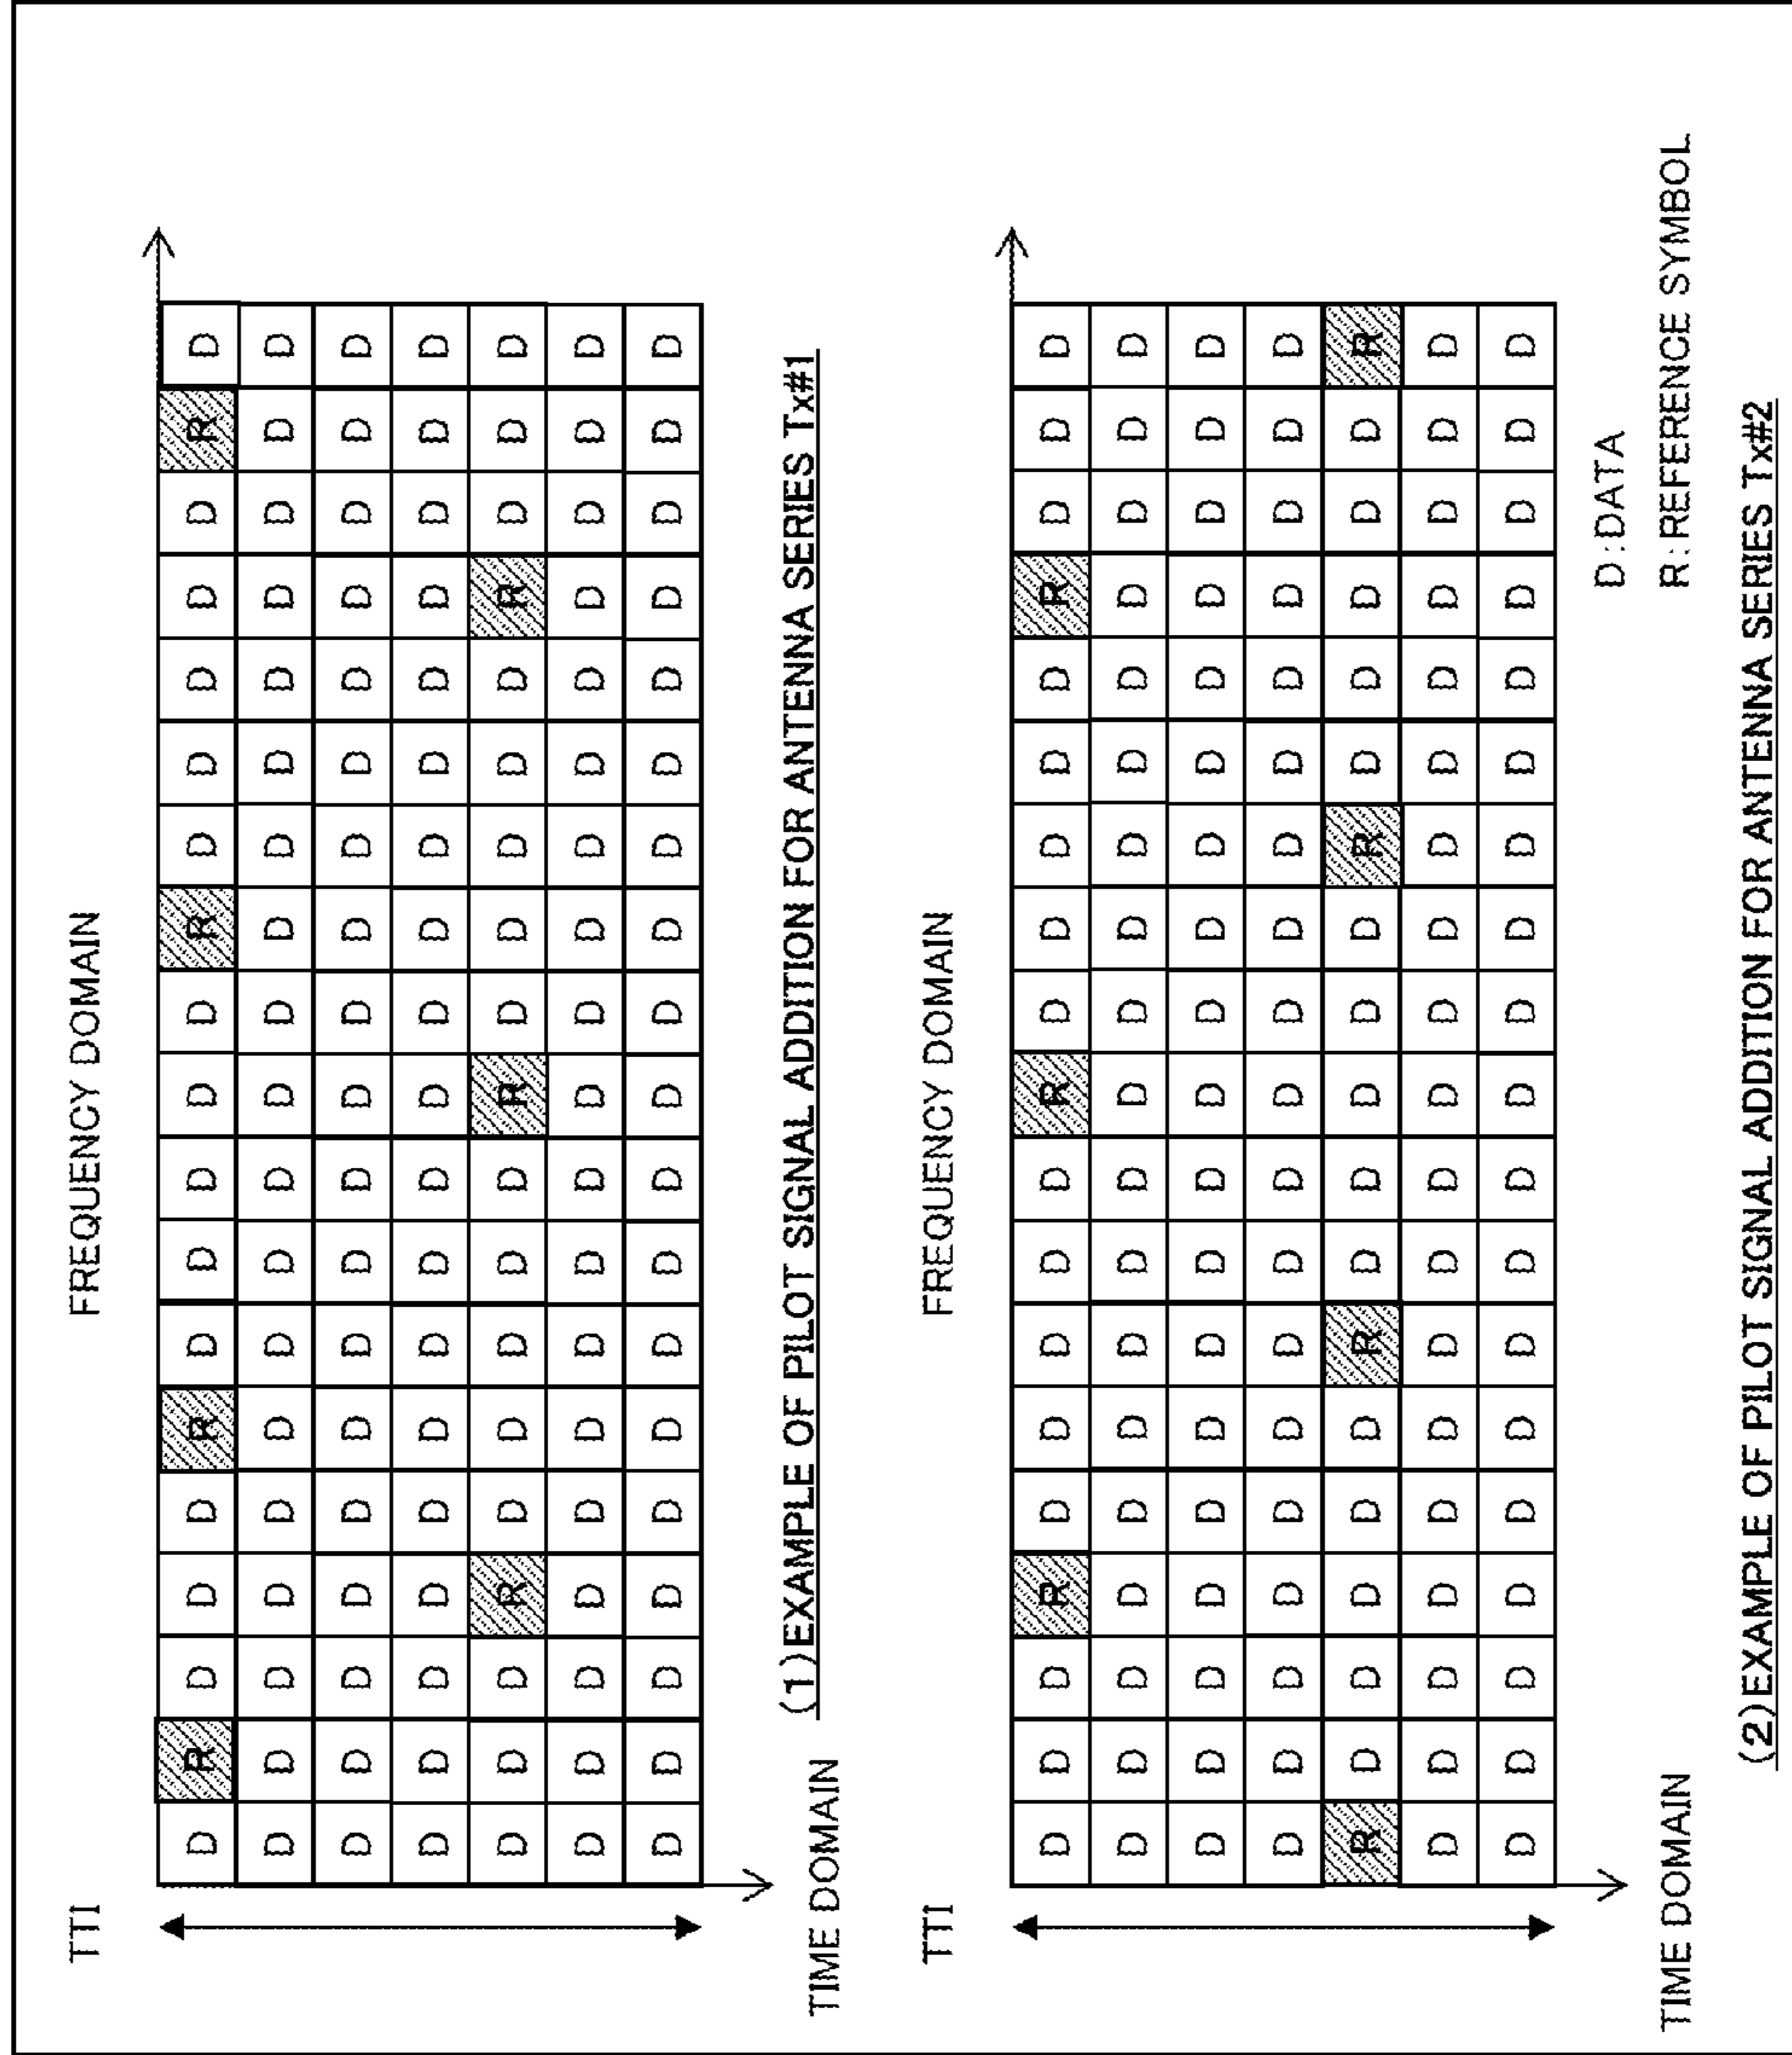 TTI FREQUENCY DOMAIN
D R D D D R D D D D D R D D D D D R D
D D D D D D D D D D D D D D D D D D D
D D D D D D D D D D D D D D D D D D D
D D D D D D D D D D D D D D D D D D D
D D D R D D D D D R D D D D D R D D D
D D D D D D D D D D D D D D D D D D D
D D D D D D D D D D D D D D D D D D D
TIME DOMAIN (1)EXAMPLE OF PILOT SIGNAL ADDITION FOR ANTENNA SERIES Tx#1
TTI FREQUENCY DOMAIN
D D D R D D D D D R D D D D D R D D D
D D D D D D D D D D D D D D D D D D D
D D D D D D D D D D D D D D D D D D D
D D D D D D D D D D D D D D D D D D D
R D D D D D R D D D D D R D D D D D R
D D D D D D D D D D D D D D D D D D D
D D D D D D D D D D D D D D D D D D D
D:DATA
TIME DOMAIN R:REFERENCE SYMBOL
(2)EXAMPLE OF PILOT SIGNAL ADDITION FOR ANTENNA SERIES Tx#2